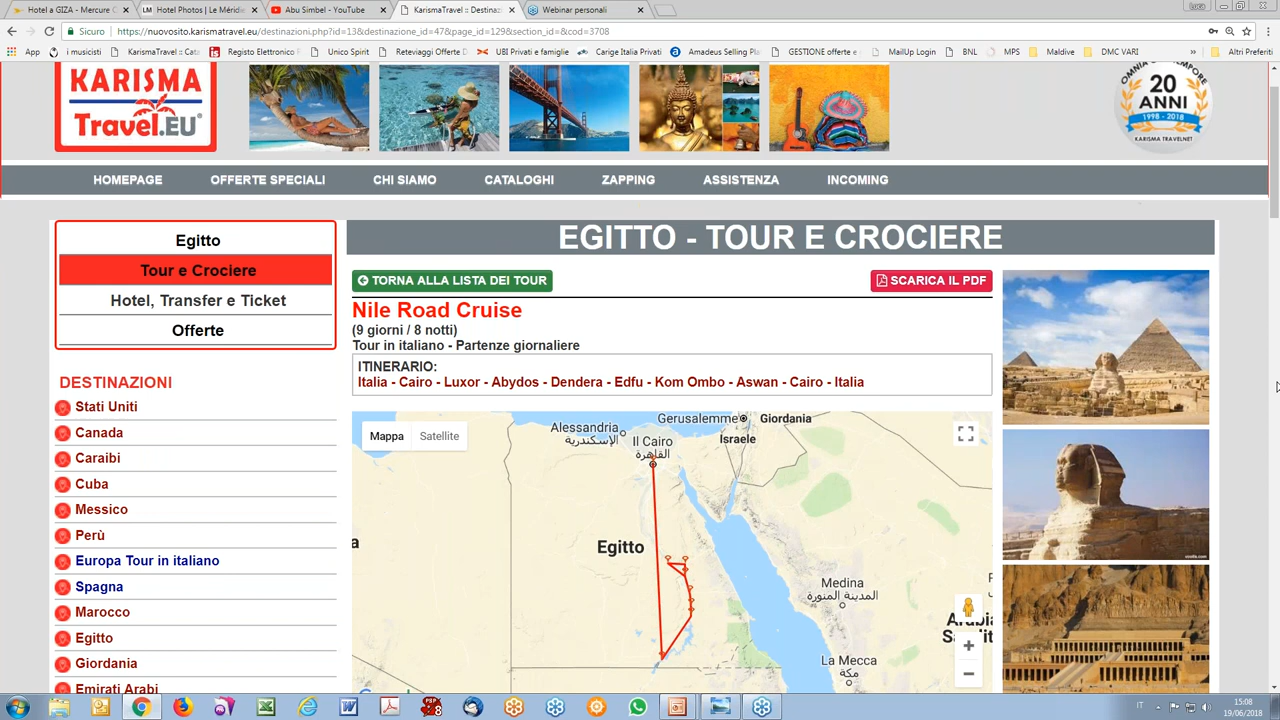 Hotel a GIZA - Mercure C
Hotel Photos | Le Méridie
Abu Simbel - YouTube
KarismaTravel :: Destinaz
Webinar personali
Sicuro
https://nuovosito.karismatravel.eu/destinazioni.php?id=13&destinazione_id=47&page_id=129&section_id=&cod=3708
App
i musicisti
KarismaTravel :: Cata
Registo Elettronico F
Unico Spirit
Reteviaggi Offerte D
UBI Privati e famiglie
Carige Italia Privati
Amadeus Selling Pla
GESTIONE offerte e
MailUp Login
BNL
MPS
Maldive
DMC VARI
»
Altri Preferiti
KARISMA
Travel.EU®
20
ANNI
1998 - 2018
KARISMA TRAVELNET
HOMEPAGE
OFFERTE SPECIALI
CHI SIAMO
CATALOGHI
ZAPPING
ASSISTENZA
INCOMING
Egitto
Tour e Crociere
Hotel, Transfer e Ticket
Offerte
DESTINAZIONI
Stati Uniti
Canada
Caraibi
Cuba
Messico
Perù
Europa Tour in italiano
Spagna
Marocco
Egitto
Giordania
Emirati Arabi
EGITTO - TOUR E CROCIERE
TORNA ALLA LISTA DEI TOUR
SCARICA IL PDF
Nile Road Cruise
(9 giorni / 8 notti)
Tour in italiano - Partenze giornaliere
ITINERARIO:
Italia - Cairo - Luxor - Abydos - Dendera - Edfu - Kom Ombo - Aswan - Cairo - Italia
Mappa
Satellite
Gerusalemme
Giordania
Alessandria
الإسكندرية
Il Cairo
القاهرة
Israele
Egitto
Medina
المدينة المنورة
La Mecca
مكة
IT
15:08
19/06/2018